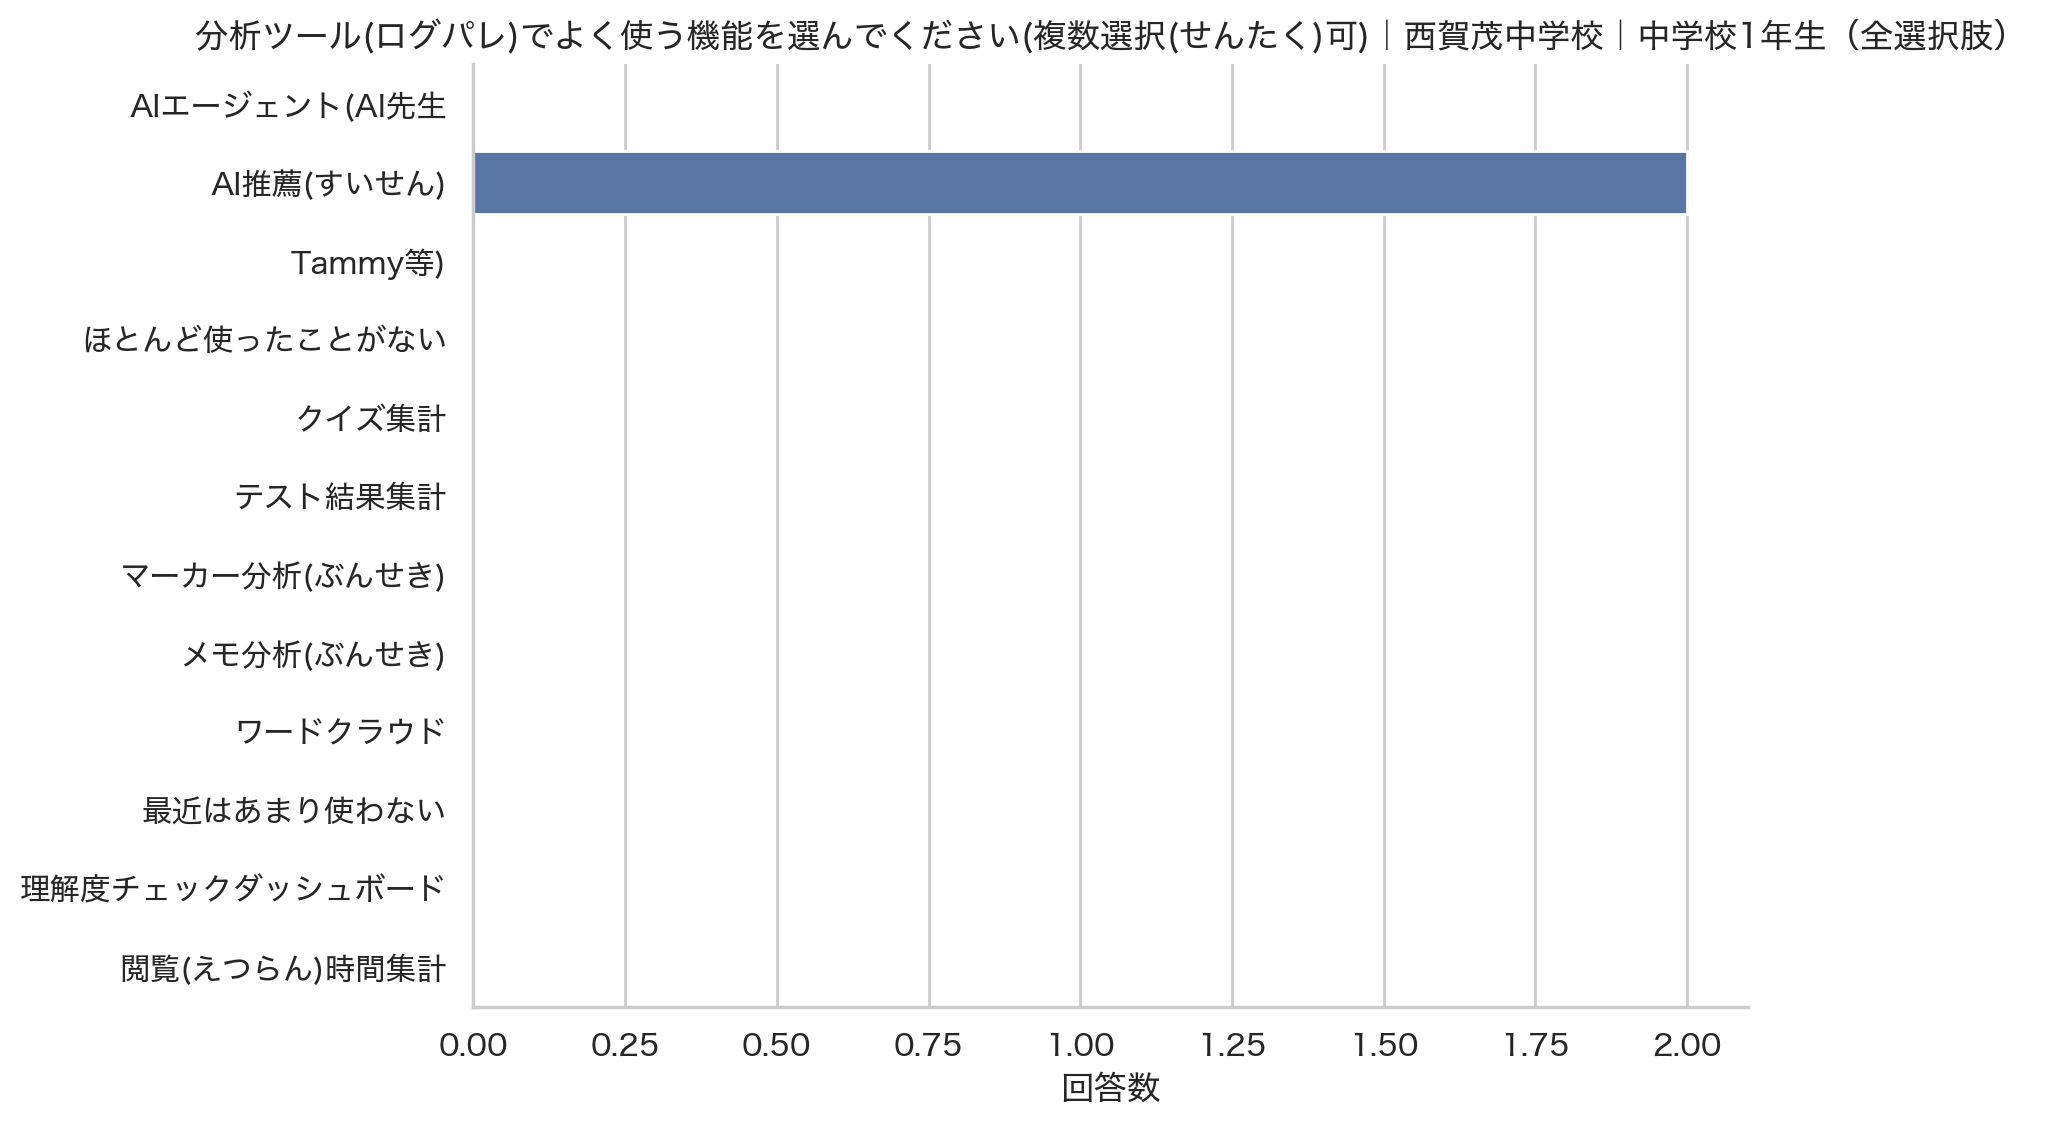 分析ツール(ログパレ)でよく使う機能を選んでください(複数選択(せんたく)可)｜西賀茂中学校｜中学校1年生（全選択肢）
AIエージェント(AI先生
AI推薦(すいせん)
Tammy等)
ほとんど使ったことがない
クイズ集計
テスト結果集計
マーカー分析(ぶんせき)
メモ分析(ぶんせき)
ワードクラウド
最近はあまり使わない
理解度チェックダッシュボード
閲覧(えつらん)時間集計
0.00 0.25 0.50 0.75 1.00 1.25 1.50 1.75 2.00
回答数